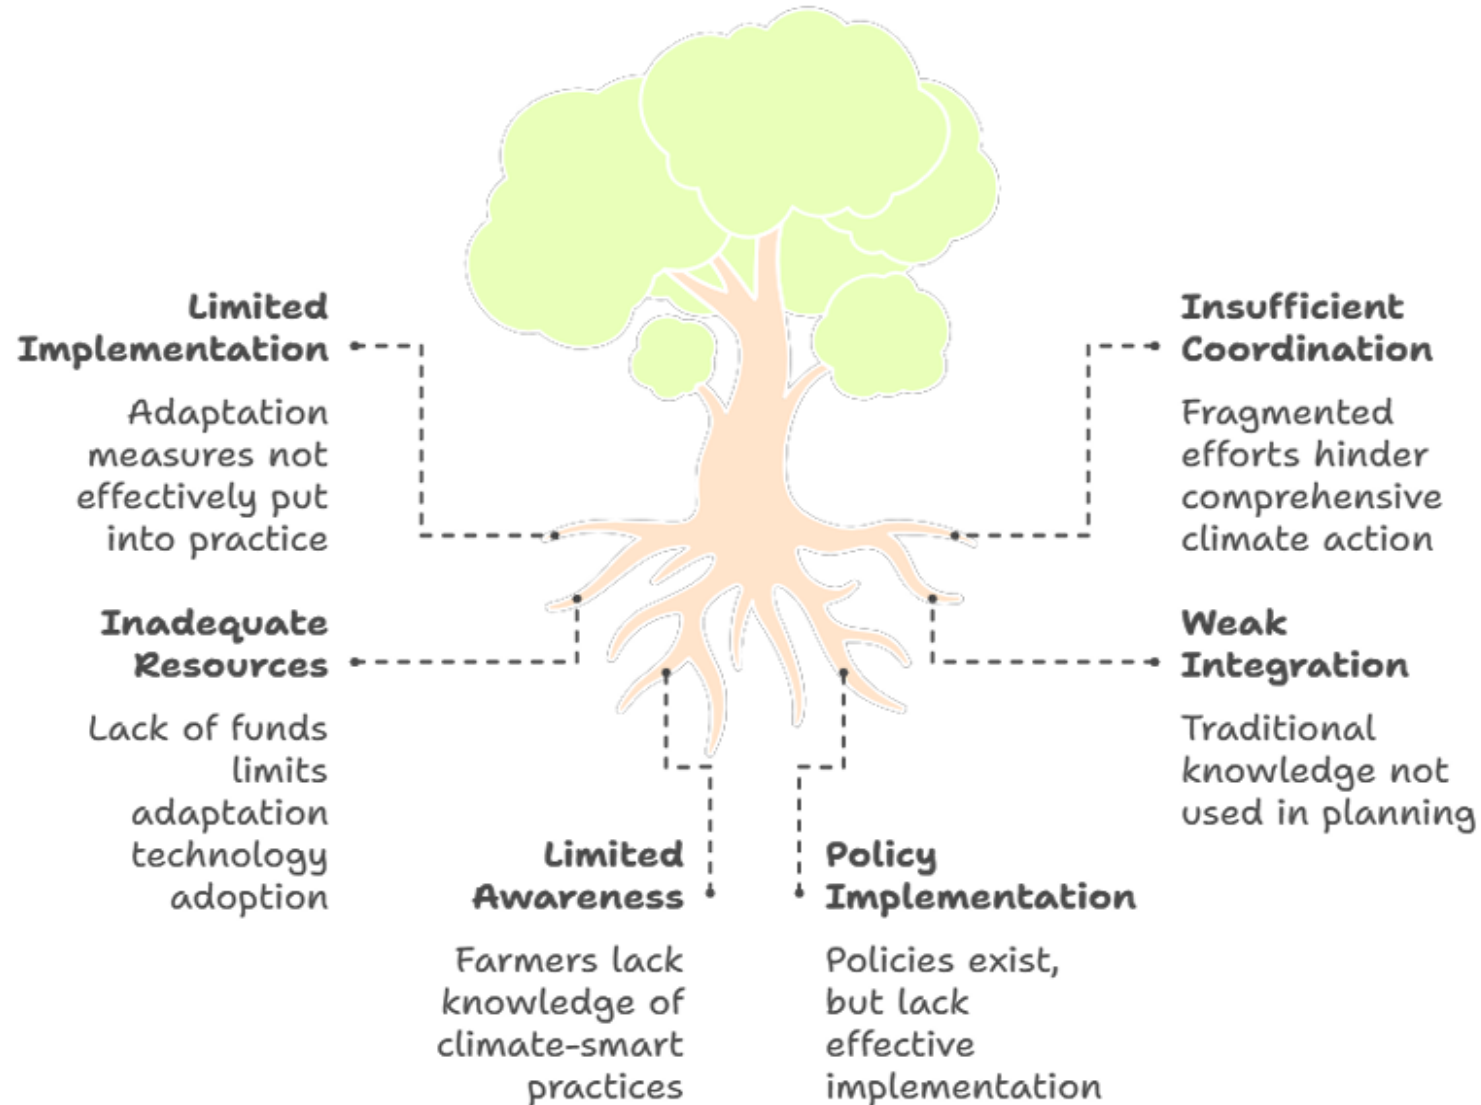 Limited
Implementation
Adaptation
measures not
effectively put
into practice
Inadequate
Resources
Lack of funds
limits
adaptation
technology
adoption
Limited
Awareness
Farmers lack
knowledge of
climate-smart
practices
Policy
Implementation
Policies exist,
but lack
effective
implementation
Insufficient
Coordination
Fragmented
efforts hinder
comprehensive
climate action
Weak
Integration
Traditional
knowledge not
used in planning